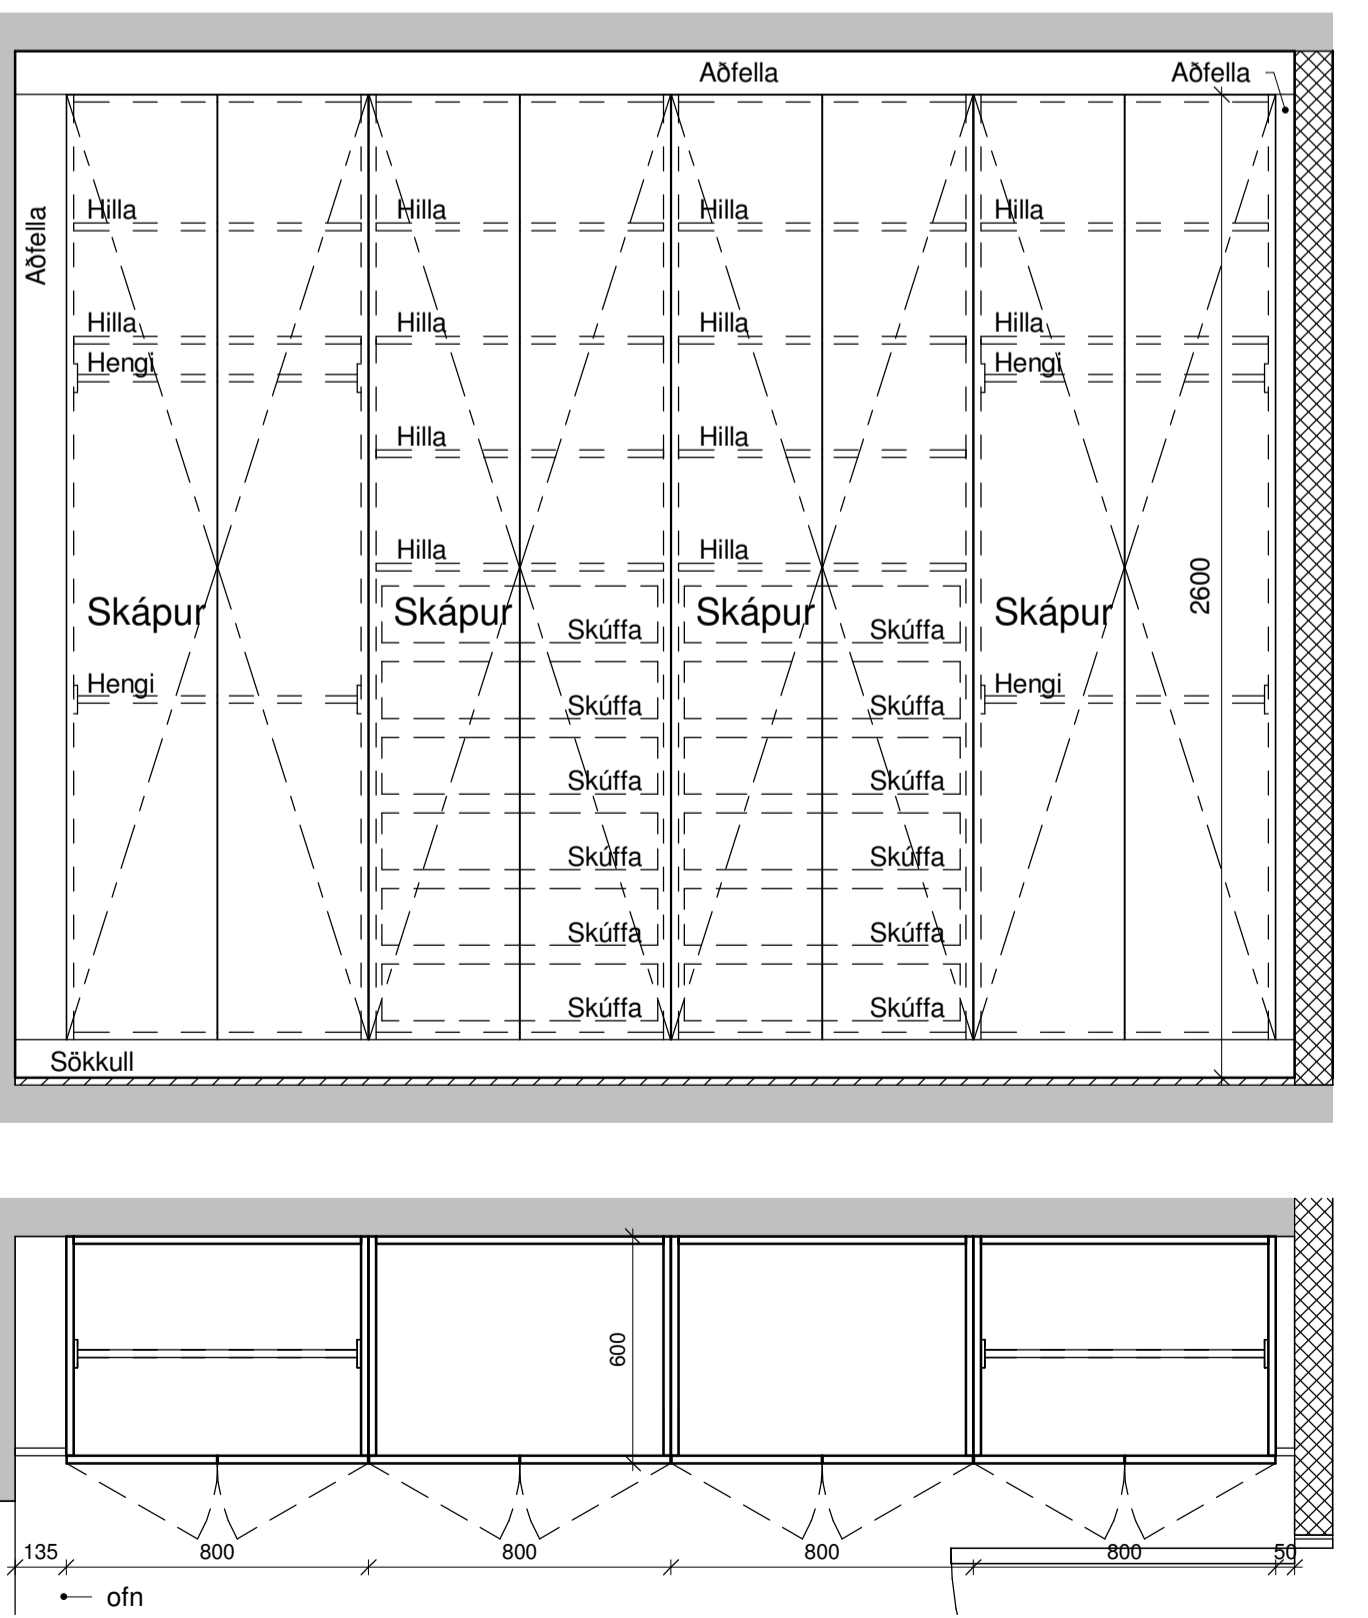 Aðfella Aðfella
Aðfella
Hilla Hilla Hilla Hilla
Hilla Hilla Hilla Hilla
Hengi Hengi
Hilla Hilla
Hilla Hilla
2600
Skápur Skápur Skápur Skápur
Skúffa Skúffa
Hengi Hengi
Skúffa Skúffa
Skúffa Skúffa
Skúffa Skúffa
Skúffa Skúffa
Skúffa Skúffa
Sökkull
600
135 800 800 800 800 50
ofn